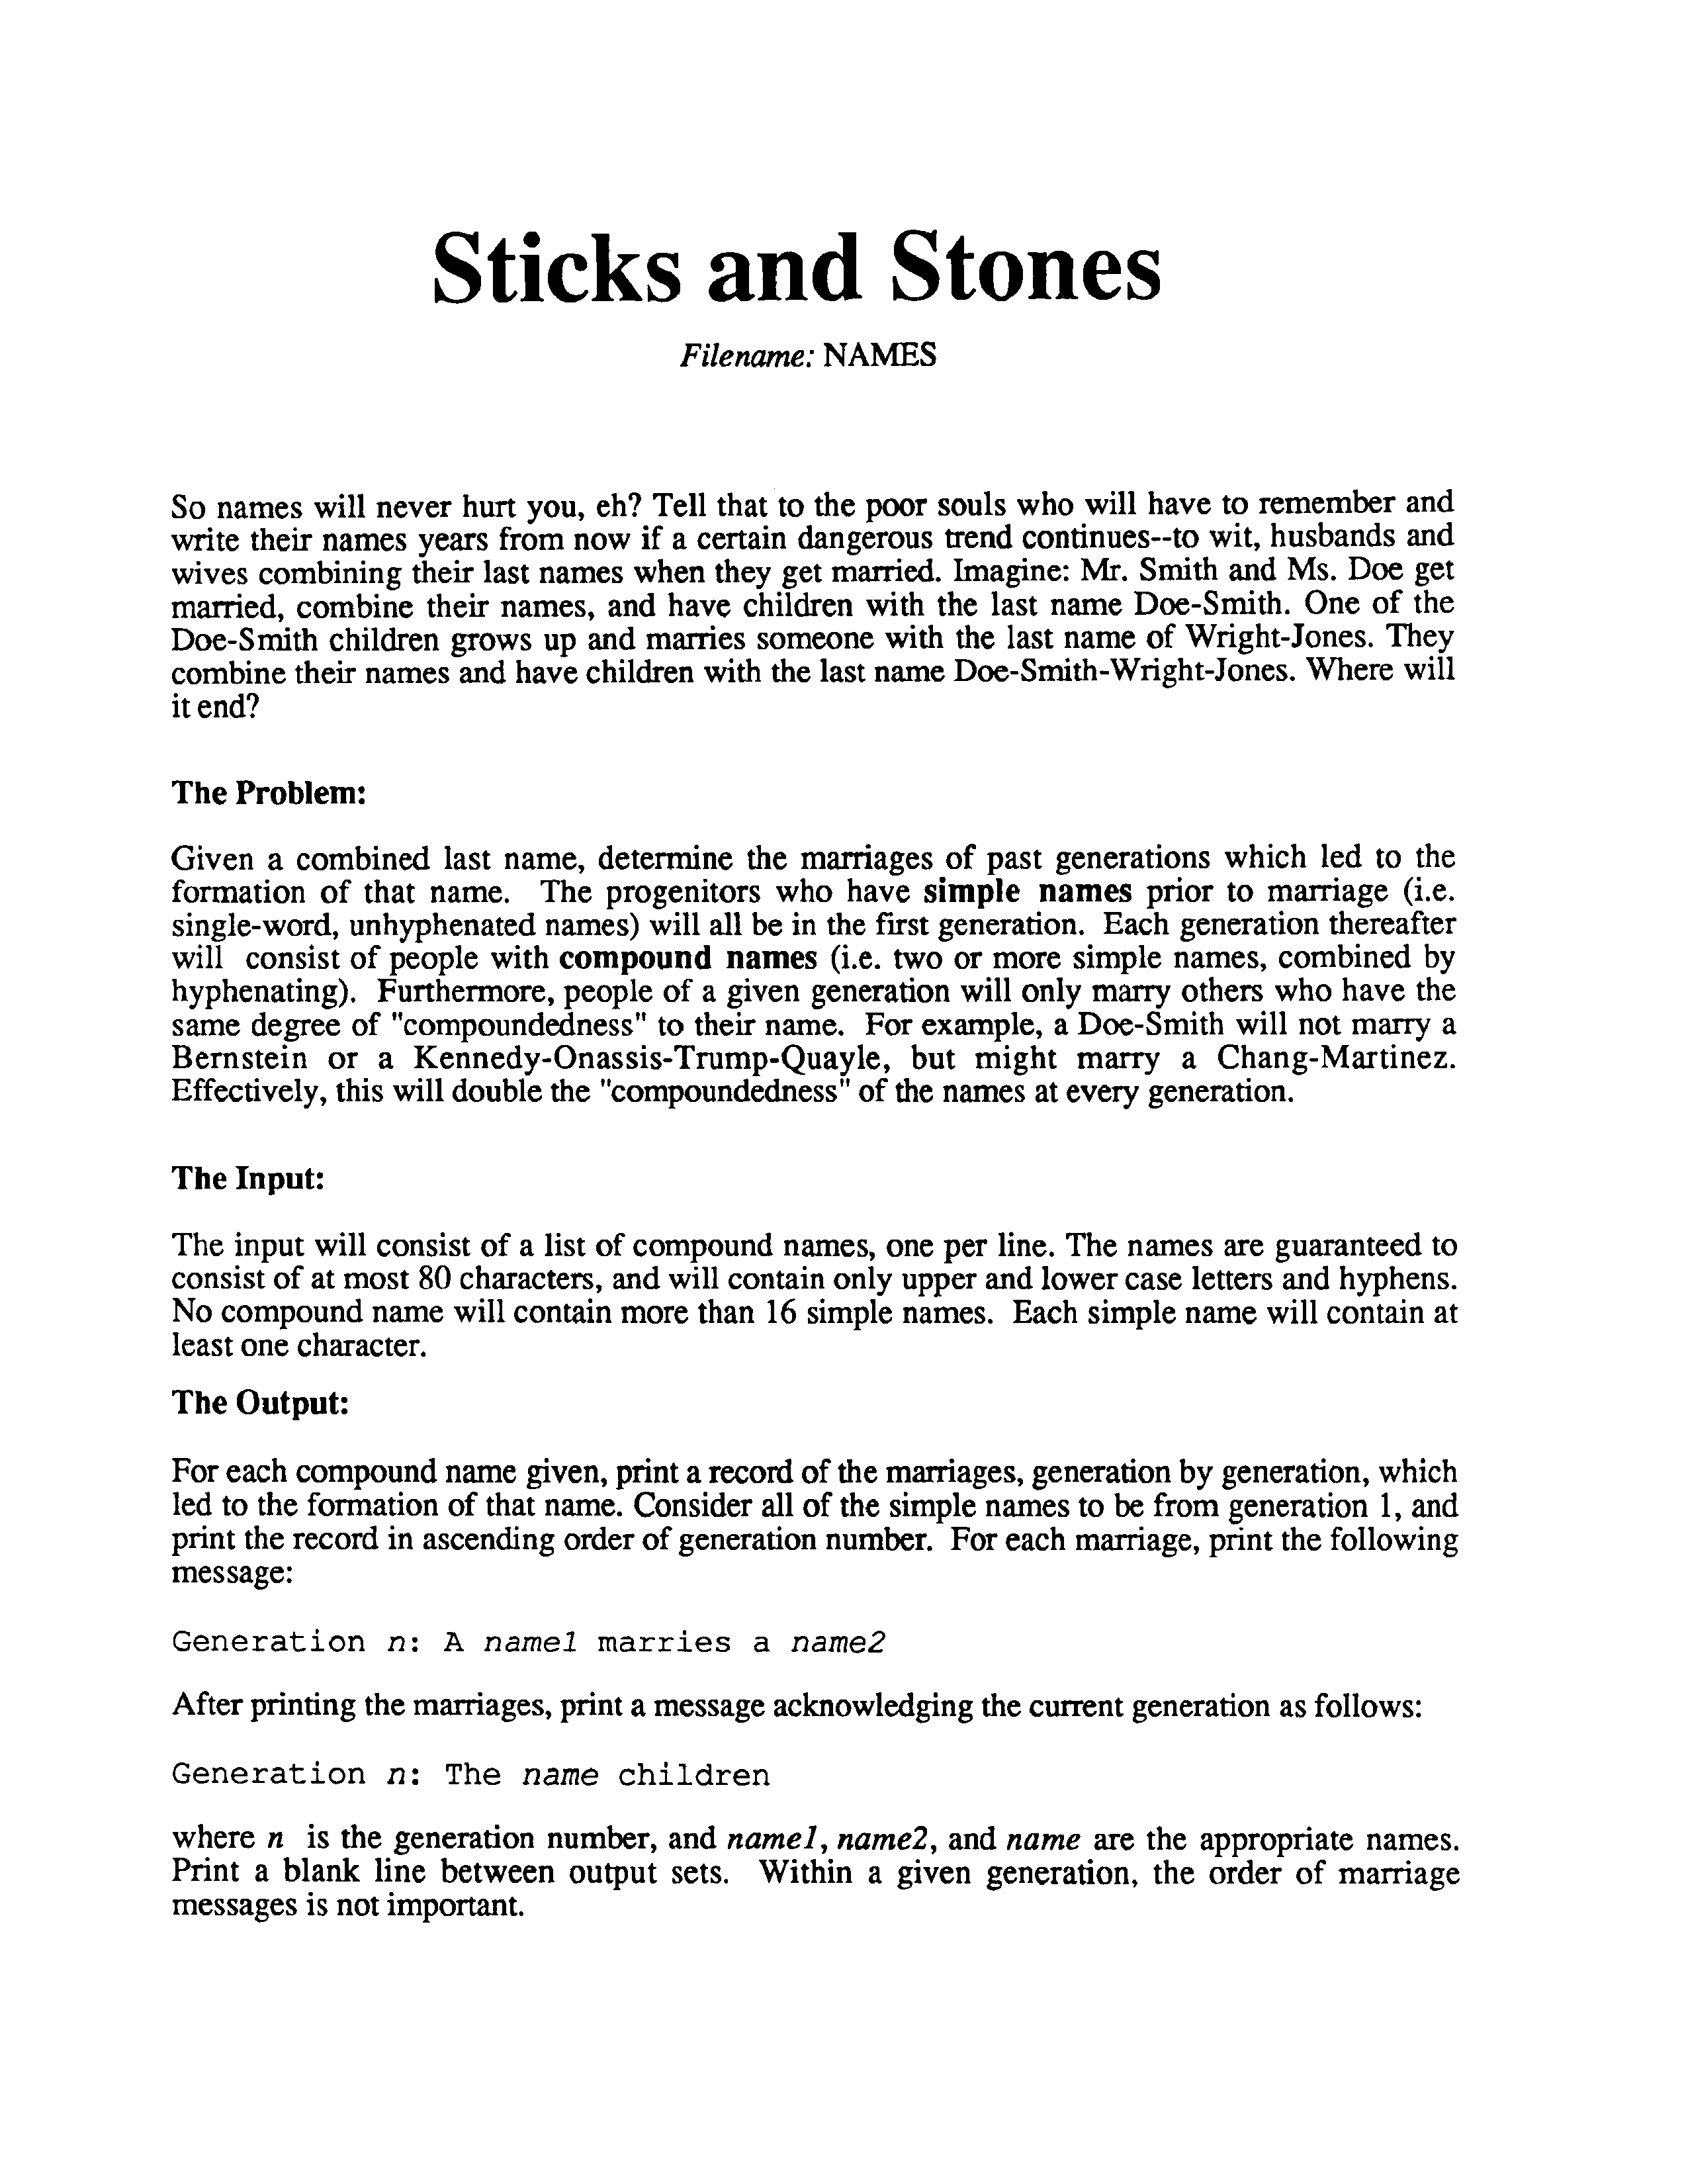 Sticks and Stones
Filename: NAMES
So names will never hurt you, eh? Tell that to the poor souls who will have to remember and
write their names years from now if a certain dangerous trend continues--to wit, husbands and
wives combining their last names when they get married. Imagine: Mr. Smith and Ms. Doe get
married, combine their names, and have children with the last name Doe-Smith. One of the
Doe-Smith children grows up and marries someone with the last name of Wright-Jones. They
combine their names and have children with the last name Doe-Smith-Wright-Jones. Where will
it end?
The Problem:
Given a combined last name, determine the marriages of past generations which led to the
formation of that name. The progenitors who have simple names prior to marriage (i.e.
single-word, unhyphenated names) will all be in the first generation. Each generation thereafter
will consist of people with compound names (i.e. two or more simple names, combined by
hyphenating). Furthermore, people of a given generation will only marry others who have the
same degree of "compoundedness" to their name. For example, a Doe-Smith will not marry a
Bernstein or a Kennedy-Onassis-Trump-Quayle, but might marry a Chang-Martinez.
Effectively, this will double the "compoundedness" of the names at every generation.
The Input:
The input will consist of a list of compound names, one per line. The names are guaranteed to
consist of at most 80 characters, and will contain only upper and lower case letters and hyphens.
No compound name will contain more than 16 simple names. Each simple name will contain at
least one character.
The Output:
For each compound name given, print a record of the marriages, generation by generation, which
led to the formation of that name. Consider all of the simple names to be from generation 1, and
print the record in ascending order of generation number. For each marriage, print the following
message:
Generation n: A name1 marries a name2
After printing the marriages, print a message acknowledging the current generation as follows:
Generation n: The name children
where n is the generation number, and name1, name2, and name are the appropriate names.
Print a blank line between output sets. Within a given generation, the order of marriage
messages is not important.